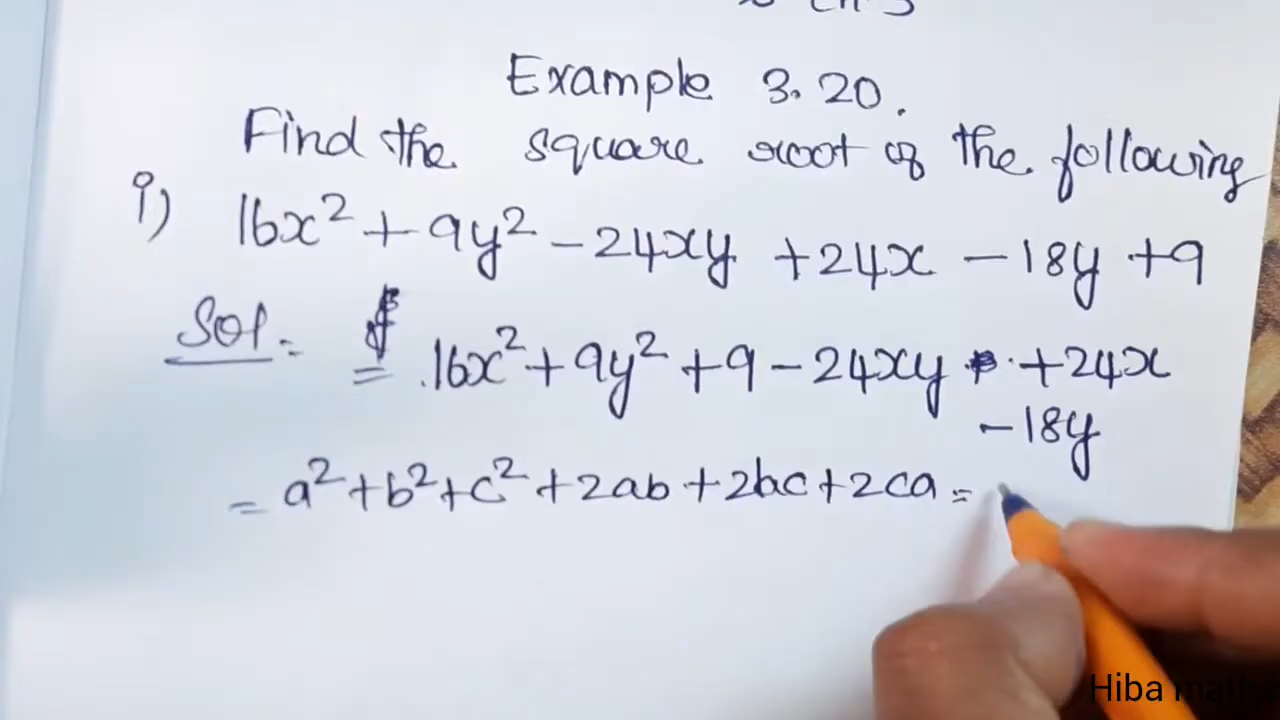 Example 3.20.
Find the square root of the following
i) 16x² + 9y² - 24xy + 24x - 18y + 9
Sol = = 16x² + 9y² + 9 - 24xy + 24x
- 18y
= a² + b² + c² + 2ab + 2bc + 2ca =
Hiba